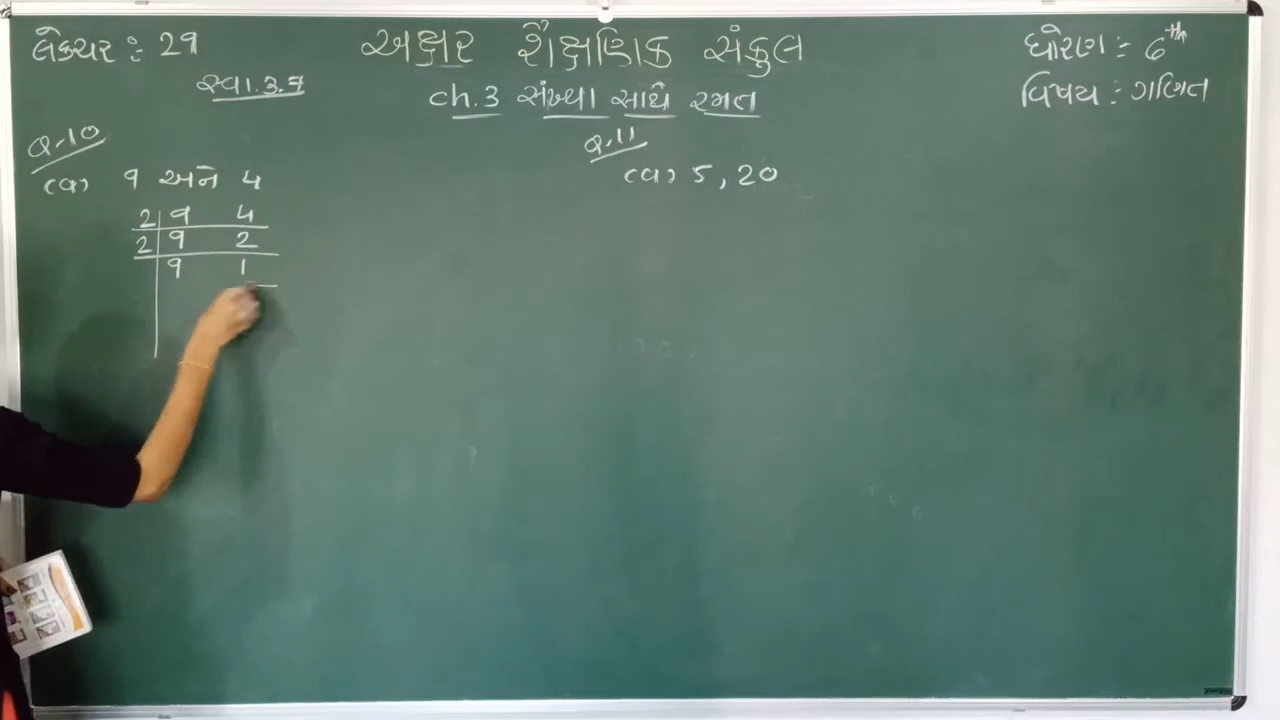 લેક્ચર : 29
અક્ષર શૈક્ષણિક સંકુલ
ધોરણ : 6th
સ્વા. 3.7
ch.3 સંખ્યા સાથે રમત
વિષય : ગણિત
Q.10
Q.11
(a) 9 અને 4
(a) 5, 20
2 | 9 4
2 | 9 2
9 1